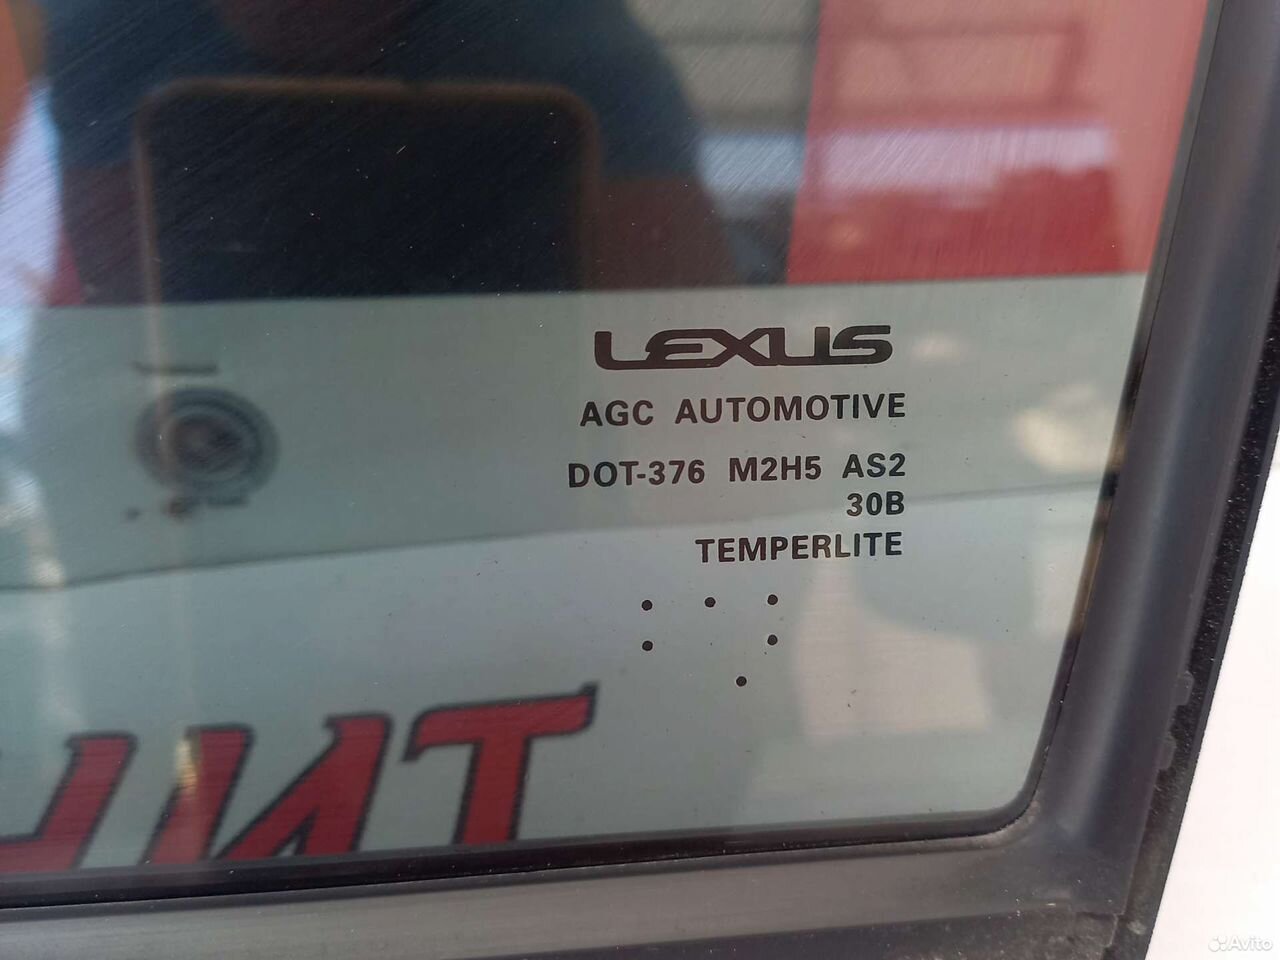 LEXUS
AGC AUTOMOTIVE
DOT-376 M2H5 AS2
30B
TEMPERLITE
Avito